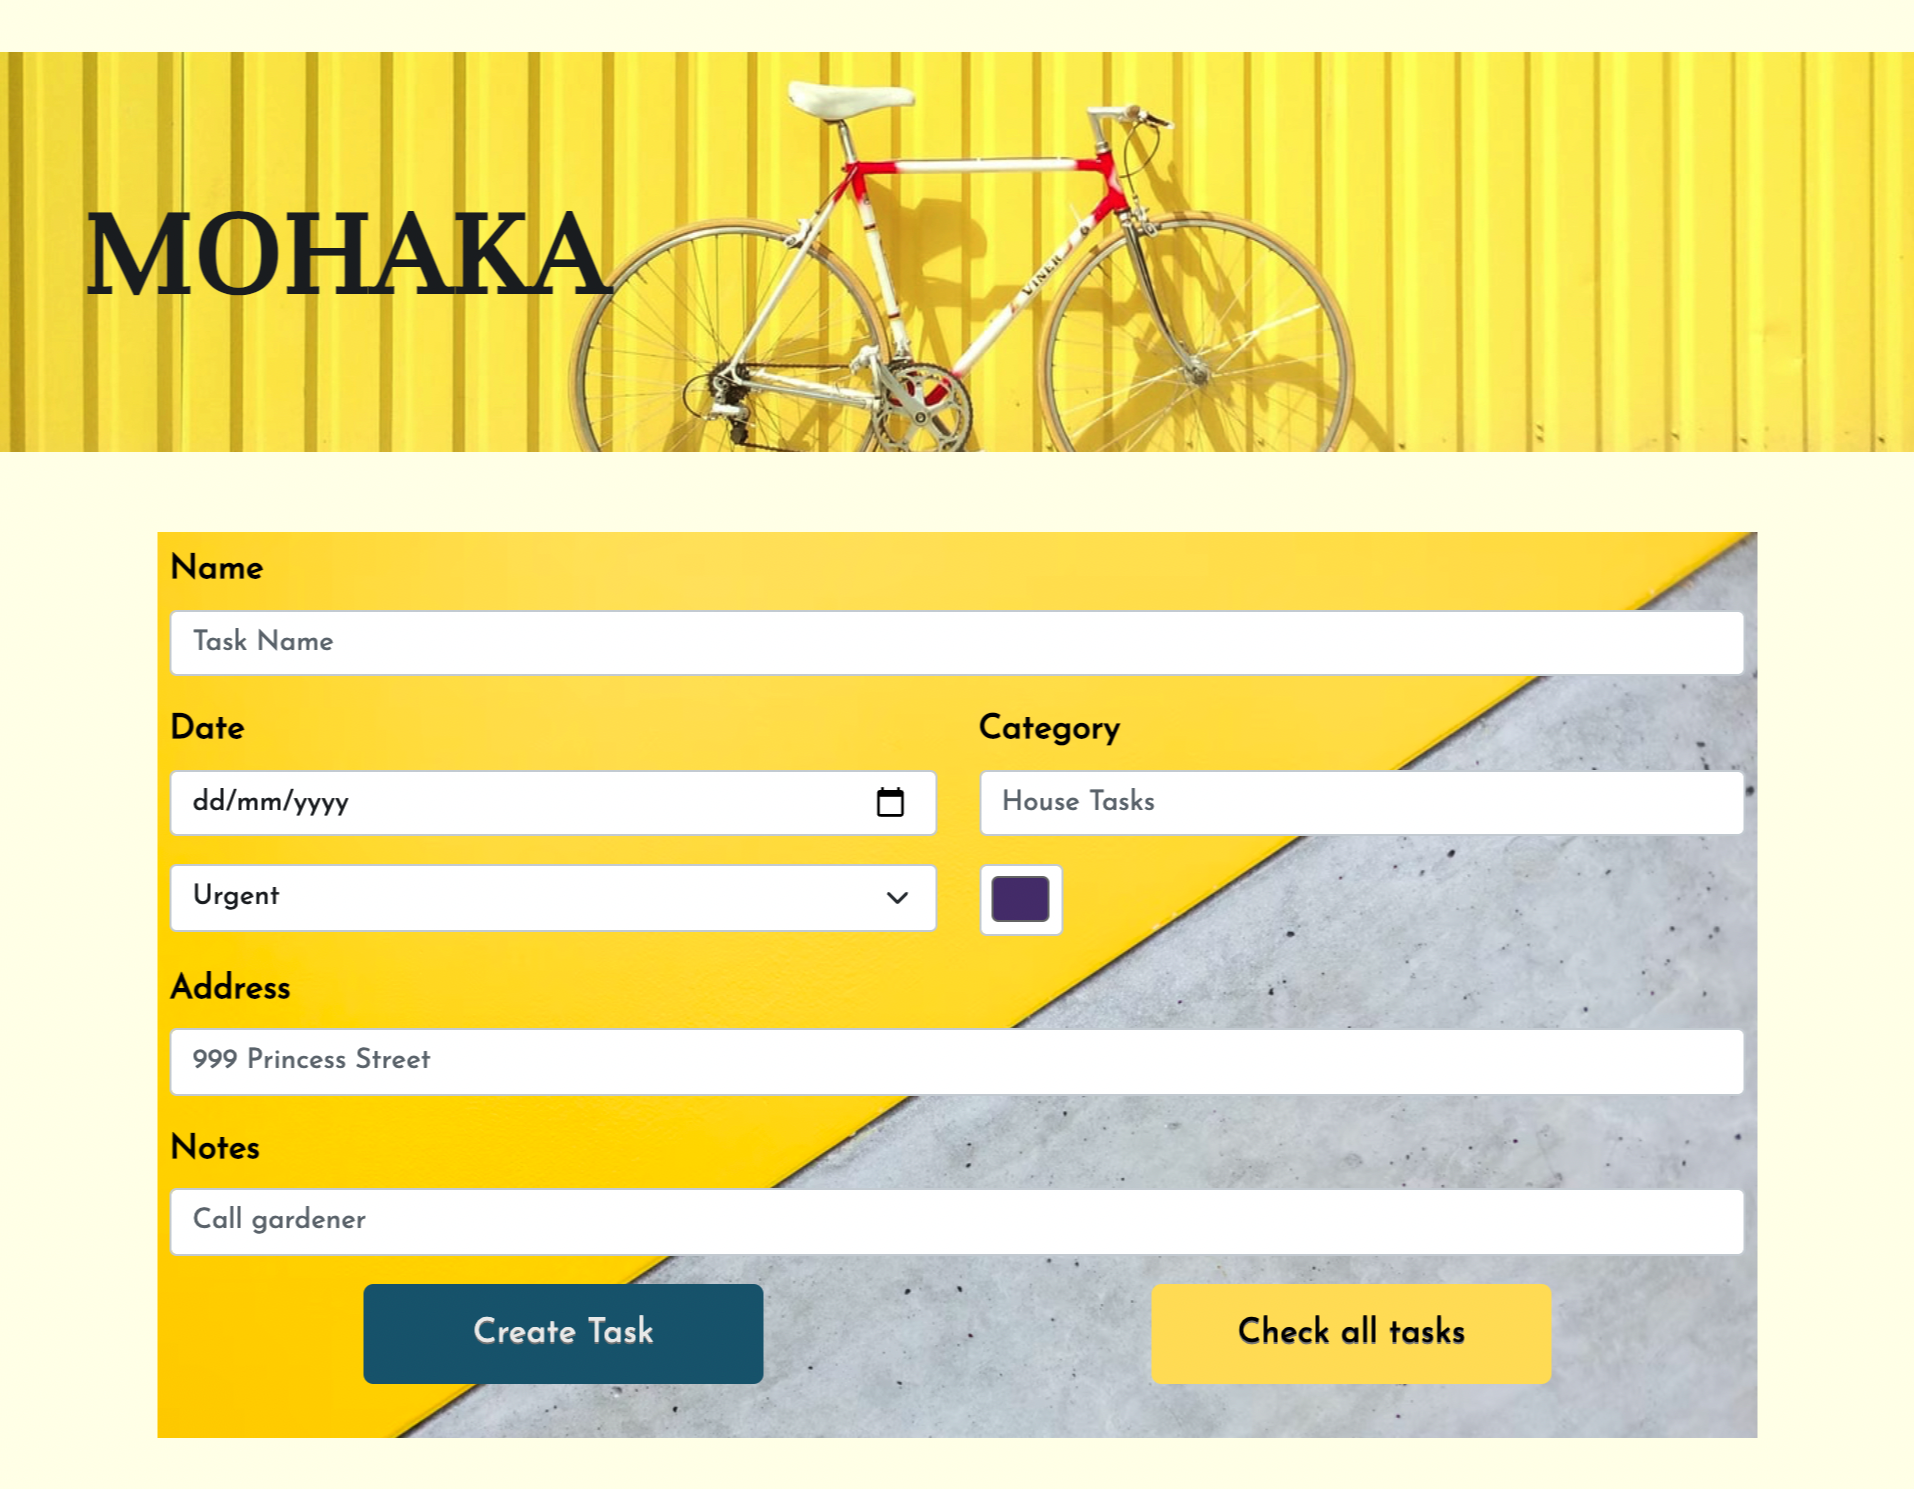 MOHAKA
VINER
Name
Task Name
Date
Category
dd/mm/yyyy
House Tasks
Urgent
Address
999 Princess Street
Notes
Call gardener
Create Task
Check all tasks